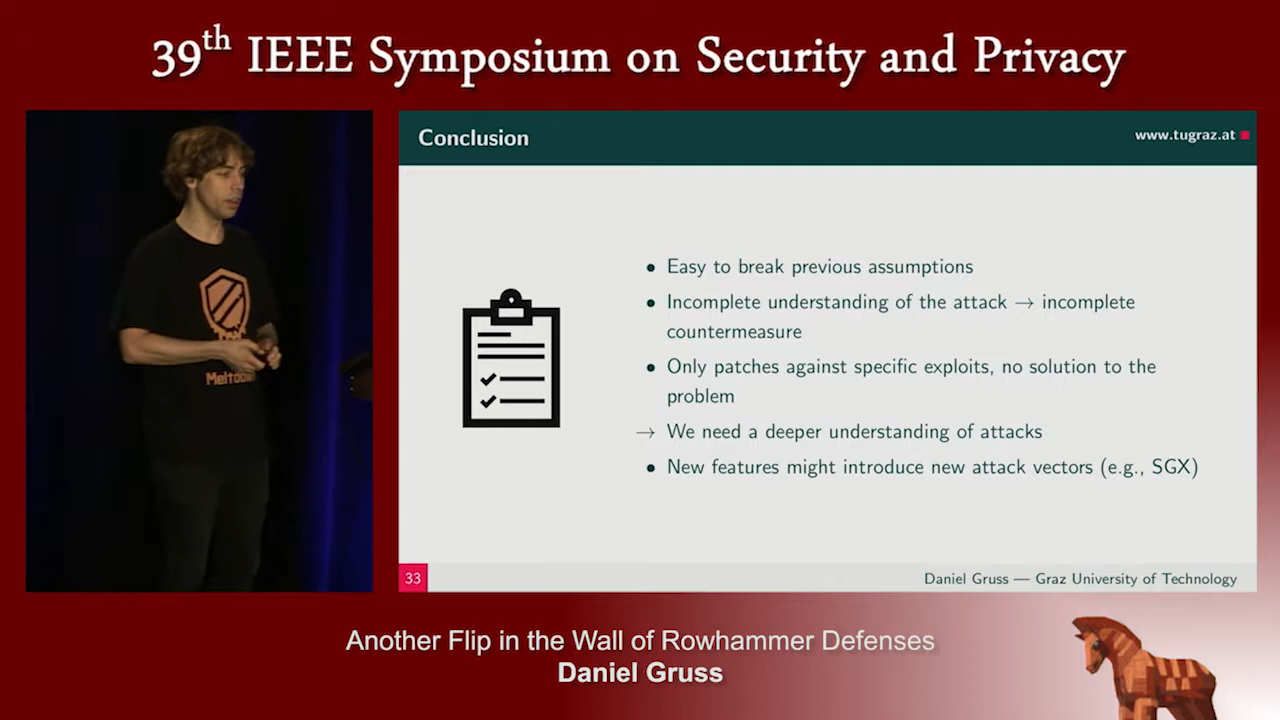 39th IEEE Symposium on Security and Privacy
Conclusion
www.tugraz.at
• Easy to break previous assumptions
• Incomplete understanding of the attack → incomplete
countermeasure
• Only patches against specific exploits, no solution to the
problem
→ We need a deeper understanding of attacks
• New features might introduce new attack vectors (e.g., SGX)
33
Daniel Gruss — Graz University of Technology
Another Flip in the Wall of Rowhammer Defenses
Daniel Gruss